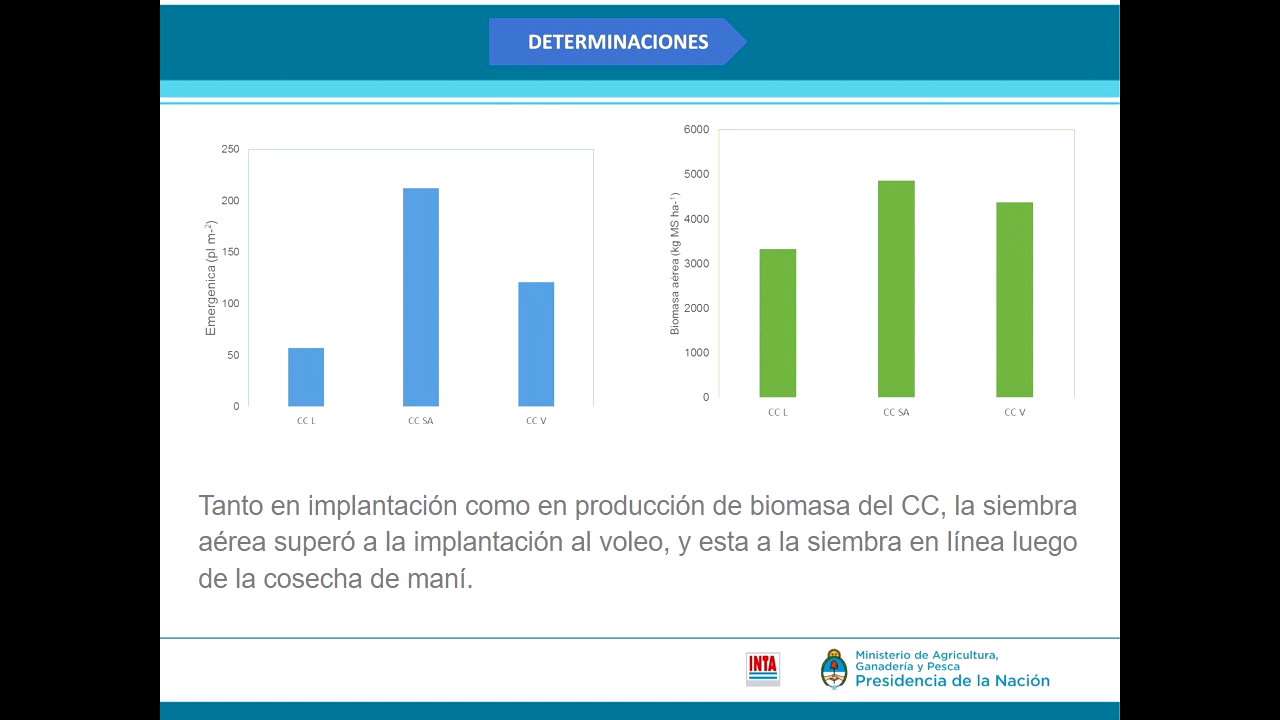 DETERMINACIONES
250
200
150
100
50
0
Emergenica (pl m-²)
CC L
CC SA
CC V
6000
5000
4000
3000
2000
1000
0
Biomasa aérea (kg MS ha-¹)
CC L
CC SA
CC V
Tanto en implantación como en producción de biomasa del CC, la siembra
aérea superó a la implantación al voleo, y esta a la siembra en línea luego
de la cosecha de maní.
INTA
Ministerio de Agricultura,
Ganadería y Pesca
Presidencia de la Nación